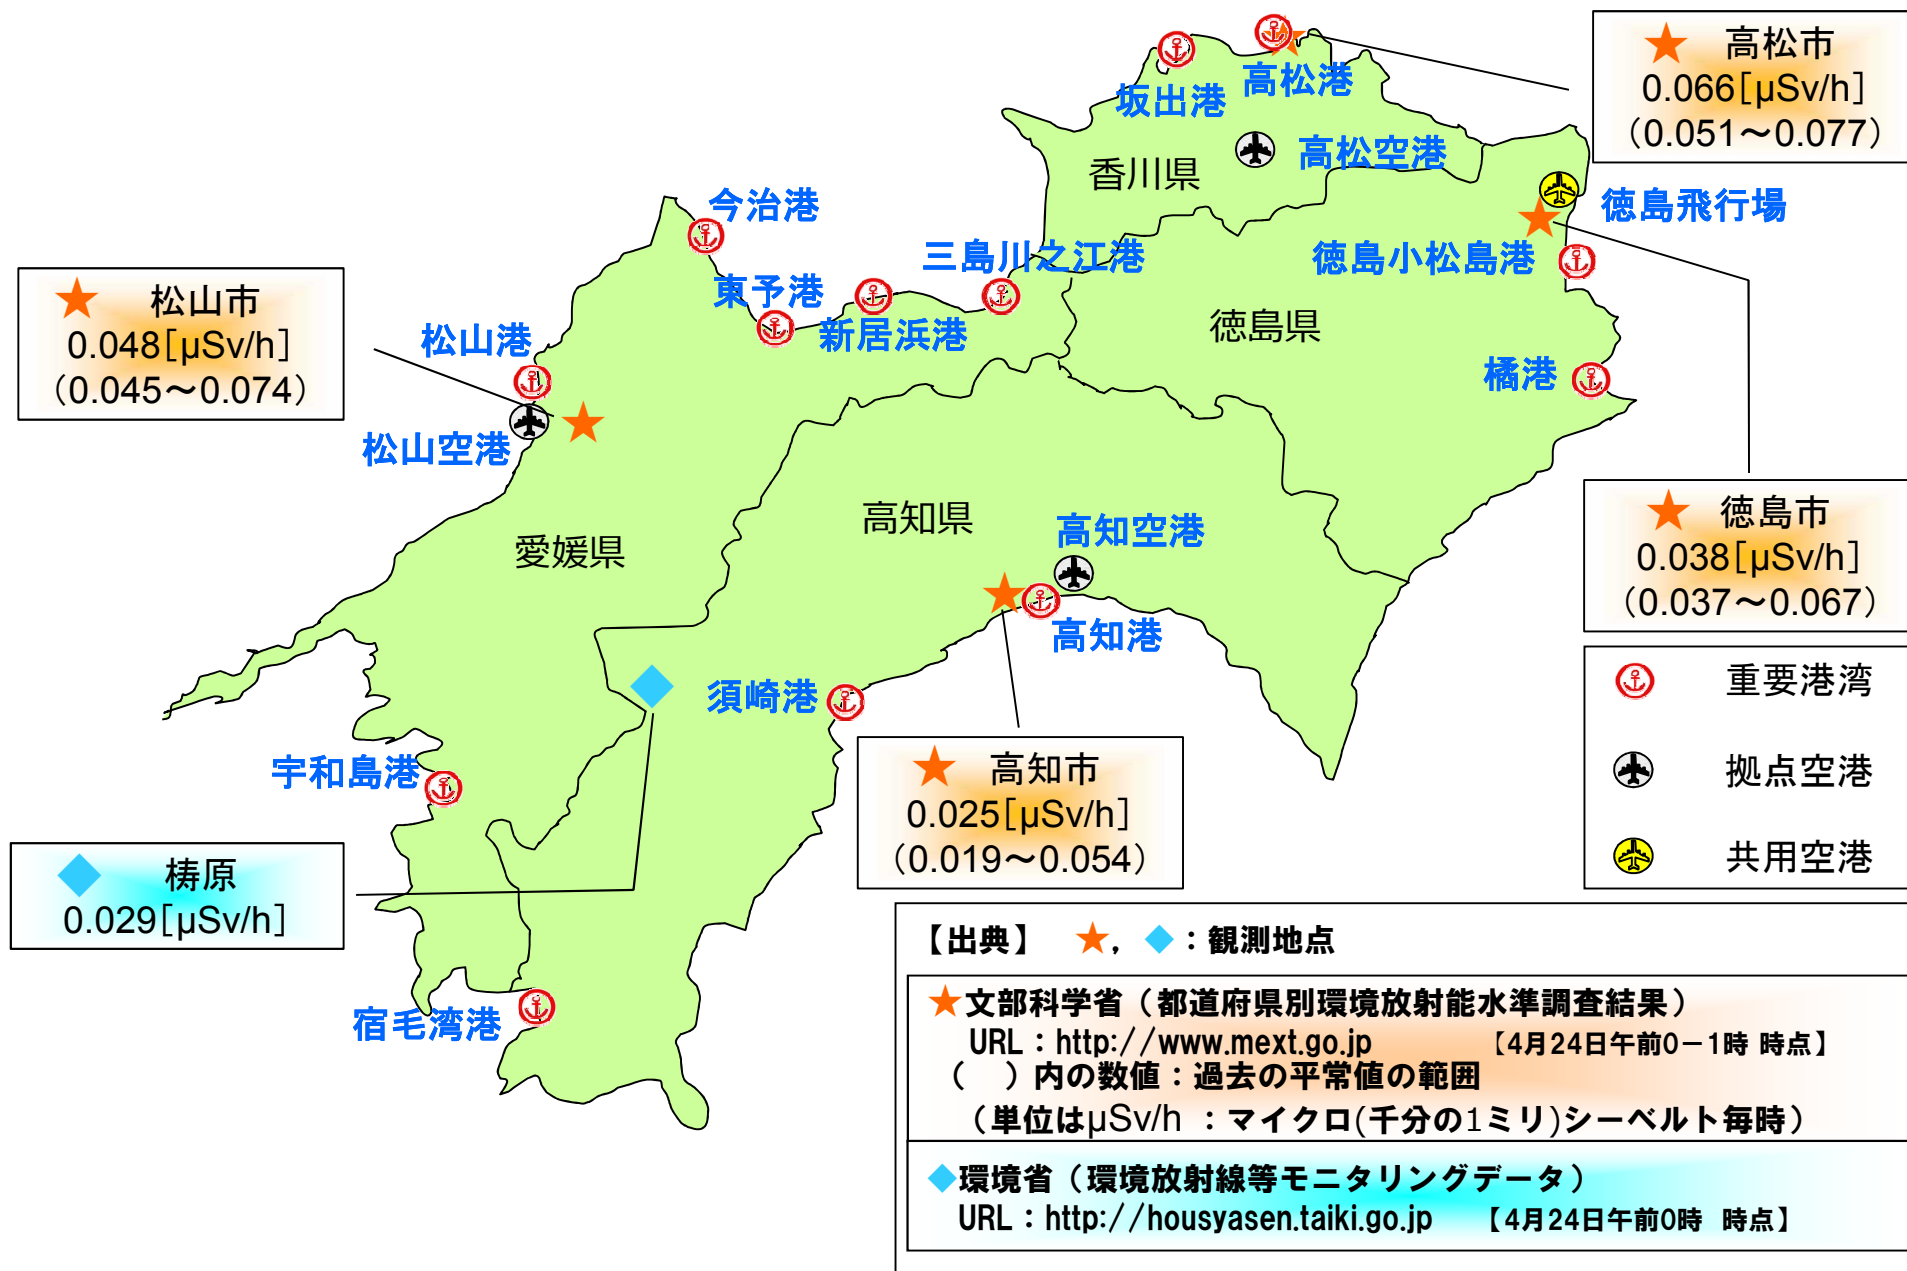 高松市
0.066[μSv/h]
（0.051～0.077）
高松港
坂出港
高松空港
香川県
徳島飛行場
今治港
三島川之江港
徳島小松島港
東予港
新居浜港
徳島県
松山市
0.048[μSv/h]
（0.045～0.074）
松山港
橘港
松山空港
徳島市
0.038[μSv/h]
（0.037～0.067）
高知県
高知空港
愛媛県
高知港
須崎港
重要港湾
拠点空港
共用空港
宇和島港
高知市
0.025[μSv/h]
（0.019～0.054）
梼原
0.029[μSv/h]
宿毛湾港
【出典】 ★，◆：観測地点
★文部科学省（都道府県別環境放射能水準調査結果）
URL：http://www.mext.go.jp 【4月24日午前0－1時 時点】
（ ）内の数値：過去の平常値の範囲
（単位はμSv/h ：マイクロ(千分の1ミリ)シーベルト毎時）
◆環境省（環境放射線等モニタリングデータ）
URL：http://housyasen.taiki.go.jp 【4月24日午前0時 時点】